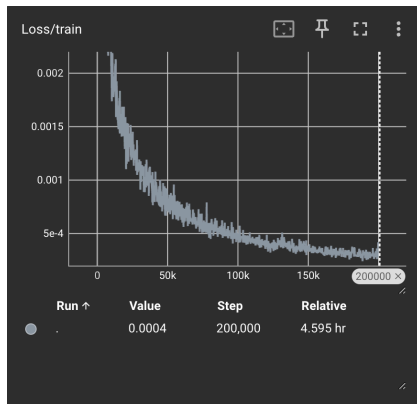 Loss/train
0.002
0.0015
0.001
5e-4
0 50k 100k 150k 200000 ×
Run ↑ Value Step Relative
. 0.0004 200,000 4.595 hr